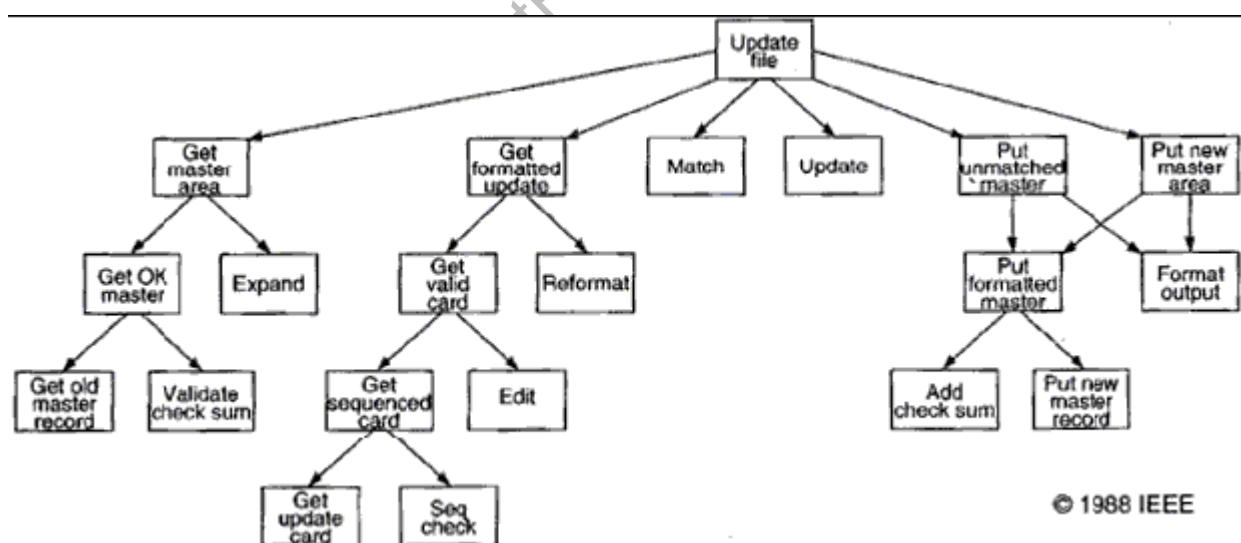 Update
file
Get
master
area
Get
formatted
update
Match
Update
Put
unmatched
master
Put new
master
area
Get OK
master
Expand
Get
valid
card
Reformat
Put
formatted
master
Format
output
Get old
master
record
Validate
check sum
Get
sequenced
card
Edit
Add
check sum
Put new
master
record
Get
update
card
Seq
check
© 1988 IEEE